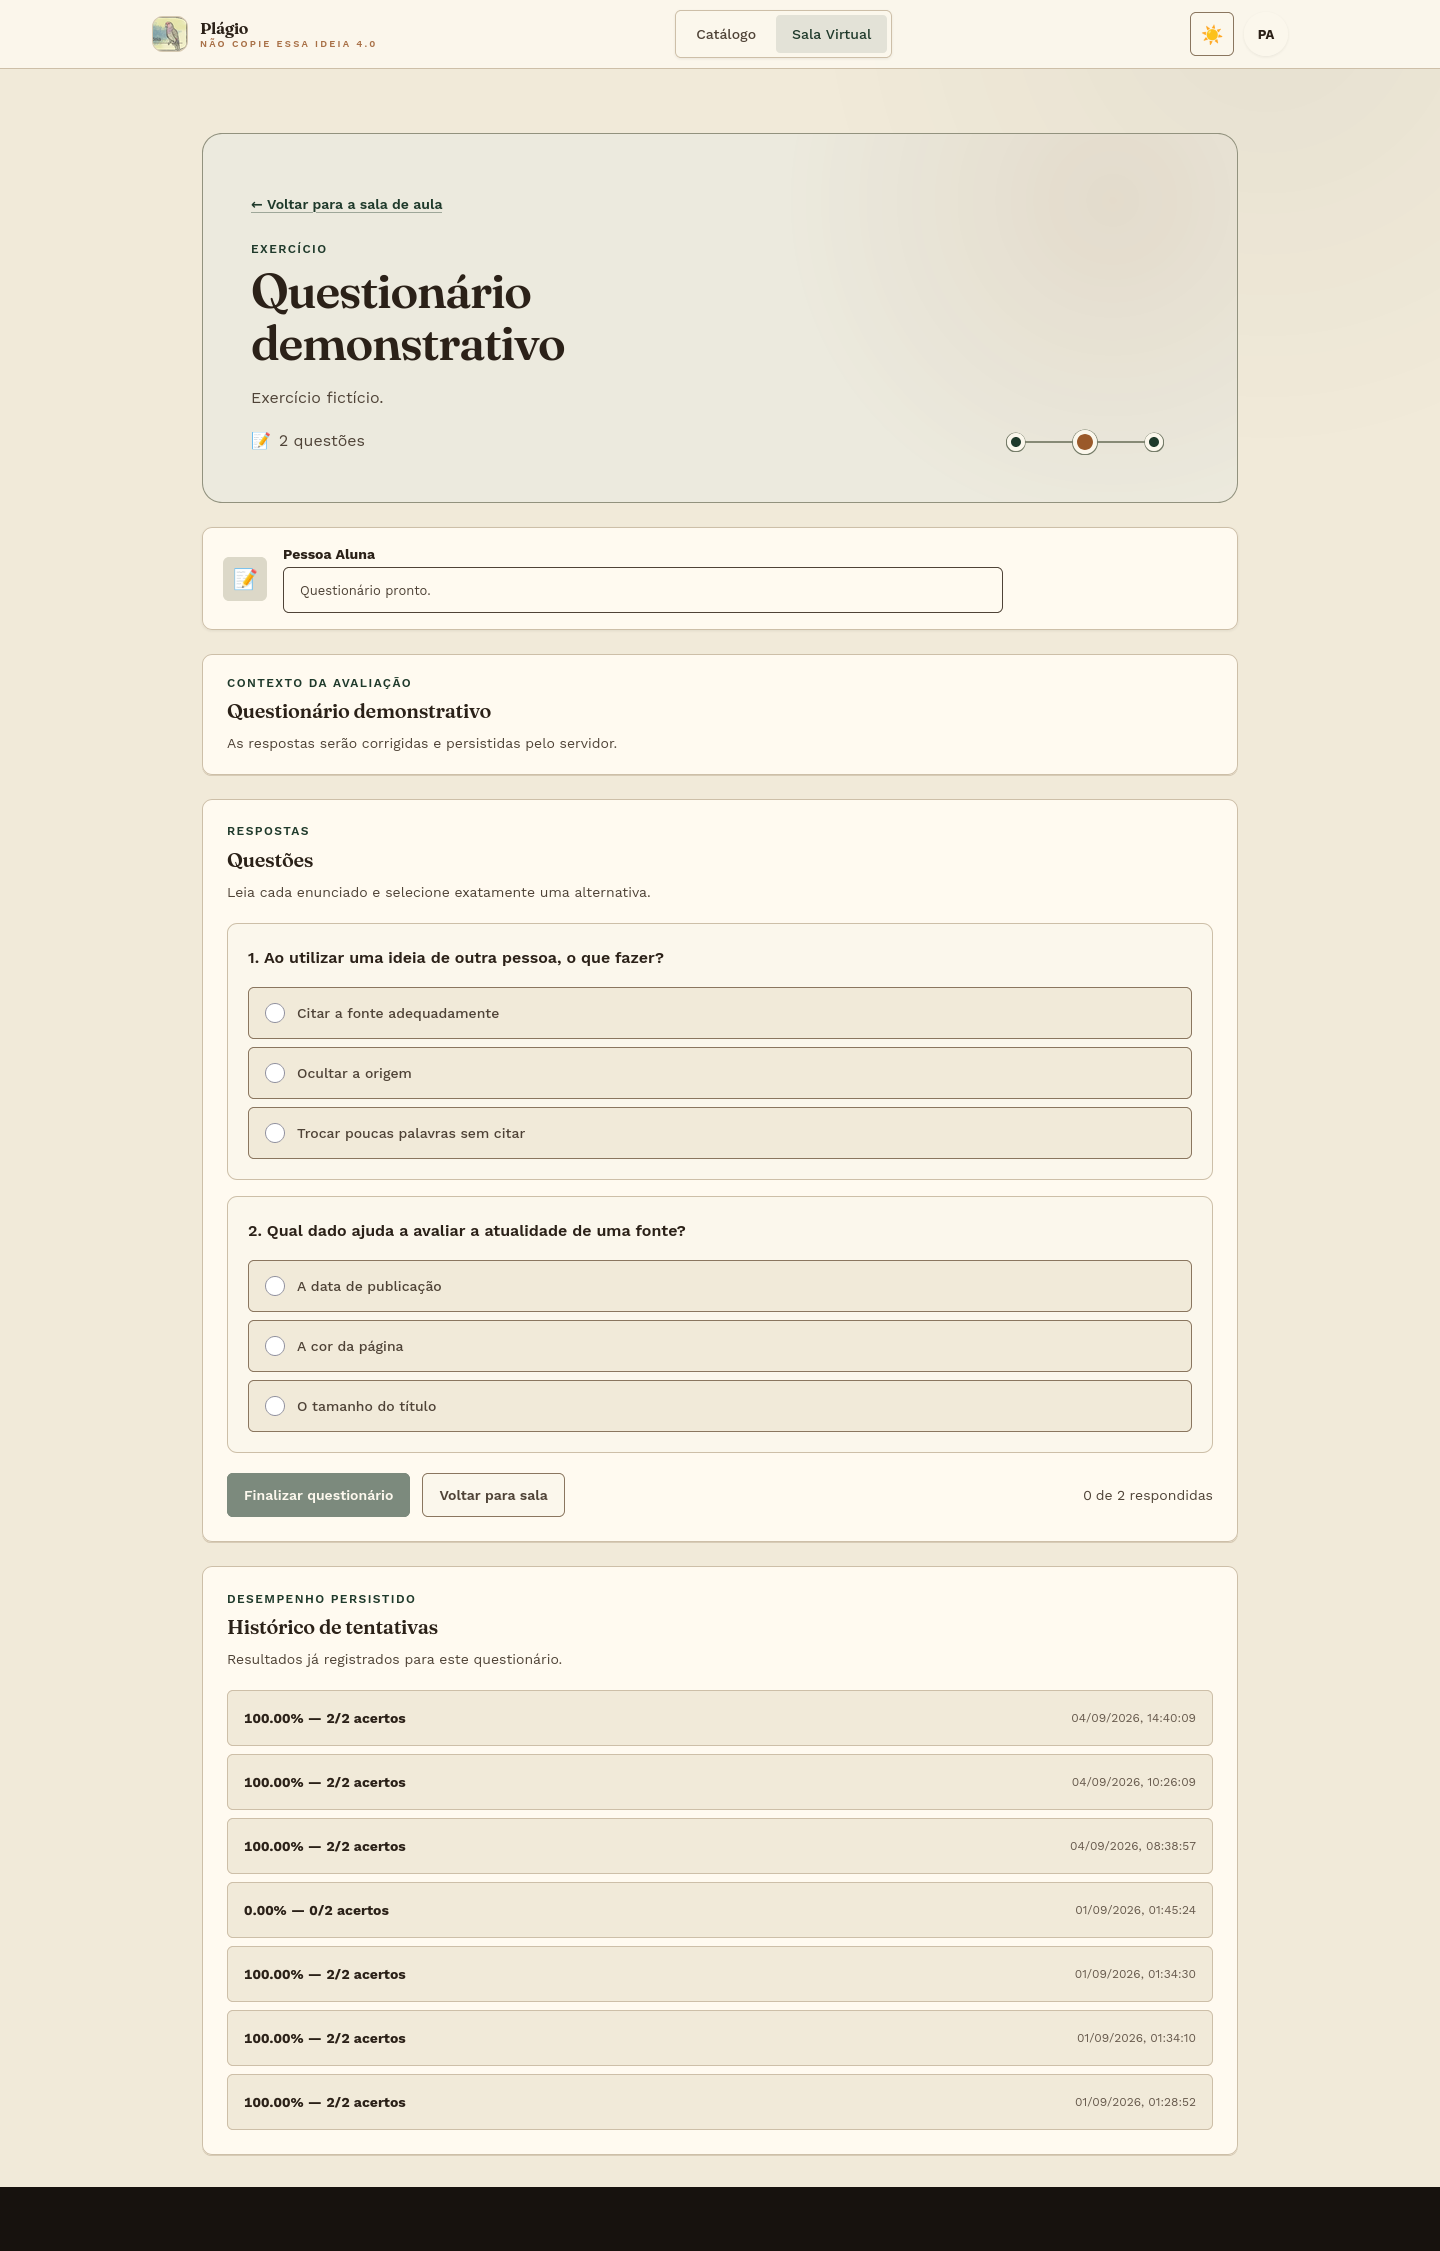 Plágio
NÃO COPIE ESSA IDEIA 4.0
Catálogo
Sala Virtual
PA
← Voltar para a sala de aula
EXERCÍCIO
Questionário
demonstrativo
Exercício fictício.
2 questões
Pessoa Aluna
Questionário pronto.
CONTEXTO DA AVALIAÇÃO
Questionário demonstrativo
As respostas serão corrigidas e persistidas pelo servidor.
RESPOSTAS
Questões
Leia cada enunciado e selecione exatamente uma alternativa.
1. Ao utilizar uma ideia de outra pessoa, o que fazer?
Citar a fonte adequadamente
Ocultar a origem
Trocar poucas palavras sem citar
2. Qual dado ajuda a avaliar a atualidade de uma fonte?
A data de publicação
A cor da página
O tamanho do título
Finalizar questionário
Voltar para sala
0 de 2 respondidas
DESEMPENHO PERSISTIDO
Histórico de tentativas
Resultados já registrados para este questionário.
100.00% — 2/2 acertos 04/09/2026, 14:40:09
100.00% — 2/2 acertos 04/09/2026, 10:26:09
100.00% — 2/2 acertos 04/09/2026, 08:38:57
0.00% — 0/2 acertos 01/09/2026, 01:45:24
100.00% — 2/2 acertos 01/09/2026, 01:34:30
100.00% — 2/2 acertos 01/09/2026, 01:34:10
100.00% — 2/2 acertos 01/09/2026, 01:28:52